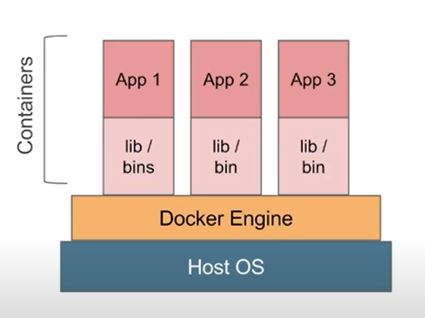 Containers
App 1
App 2
App 3
lib /
bins
lib /
bin
lib /
bin
Docker Engine
Host OS